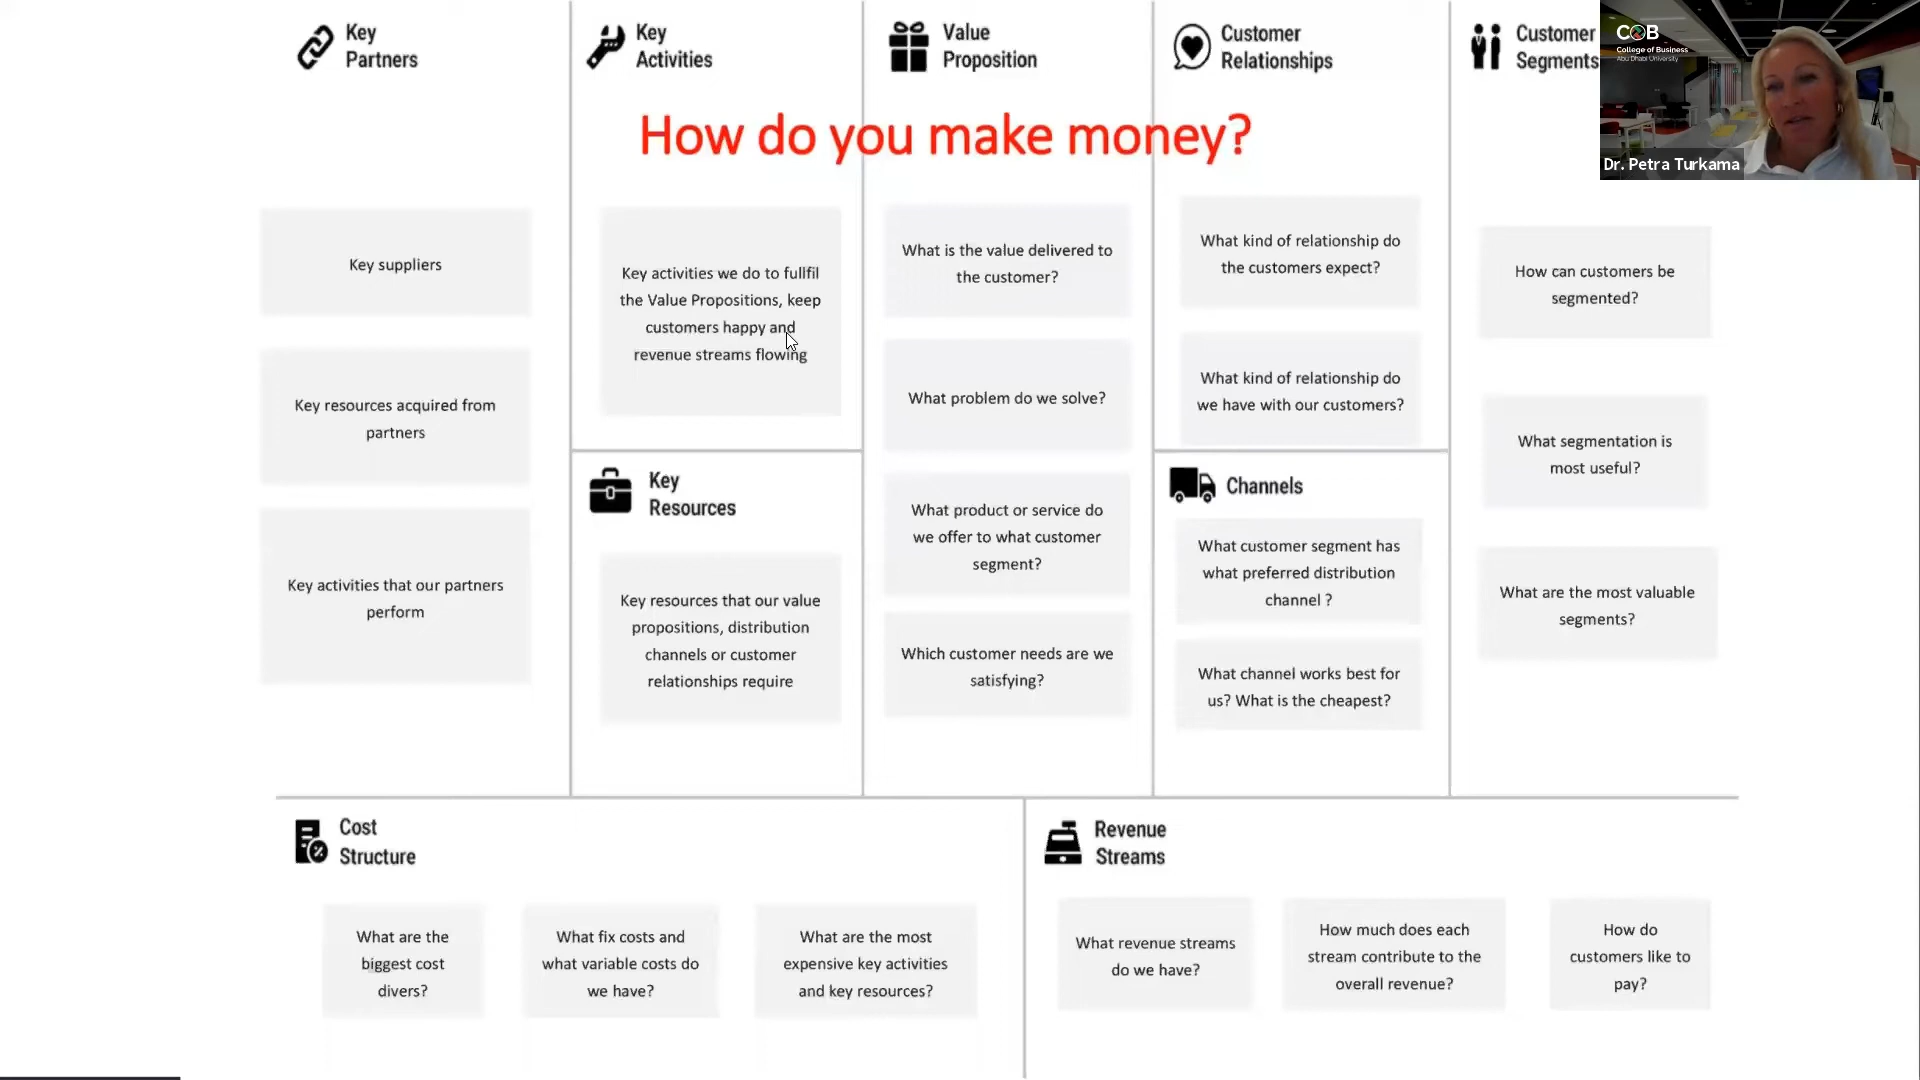 Key
Partners
Key
Activities
Value
Proposition
Customer
Relationships
Customer
Segments
COB
College of Business
Abu Dhabi University
Dr. Petra Turkama
How do you make money?
Key suppliers
Key resources acquired from
partners
Key activities that our partners
perform
Key activities we do to fullfil
the Value Propositions, keep
customers happy and
revenue streams flowing
Key
Resources
Key resources that our value
propositions, distribution
channels or customer
relationships require
What is the value delivered to
the customer?
What problem do we solve?
What product or service do
we offer to what customer
segment?
Which customer needs are we
satisfying?
What kind of relationship do
the customers expect?
What kind of relationship do
we have with our customers?
Channels
What customer segment has
what preferred distribution
channel ?
What channel works best for
us? What is the cheapest?
How can customers be
segmented?
What segmentation is
most useful?
What are the most valuable
segments?
Cost
Structure
What are the
biggest cost
divers?
What fix costs and
what variable costs do
we have?
What are the most
expensive key activities
and key resources?
Revenue
Streams
What revenue streams
do we have?
How much does each
stream contribute to the
overall revenue?
How do
customers like to
pay?